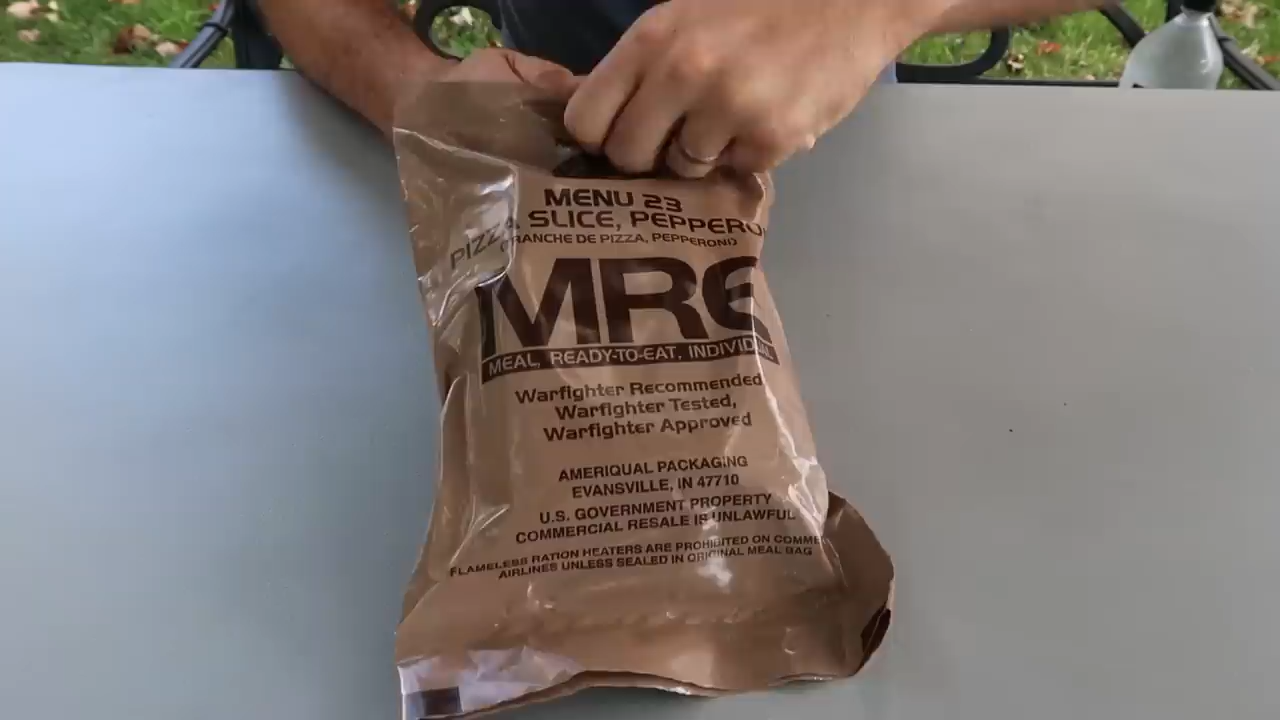 MENU 23
PIZZA SLICE, PEPPERO
TRANCHE DE PIZZA, PEPPERONI
MRE
MEAL, READY-TO-EAT, INDIVIDUAL
Warfighter Recommended
Warfighter Tested,
Warfighter Approved
AMERIQUAL PACKAGING
EVANSVILLE, IN 47710
U.S. GOVERNMENT PROPERTY
COMMERCIAL RESALE IS UNLAWFUL
FLAMELESS RATION HEATERS ARE PROHIBITED ON COMME
AIRLINES UNLESS SEALED IN ORIGINAL MEAL BAG